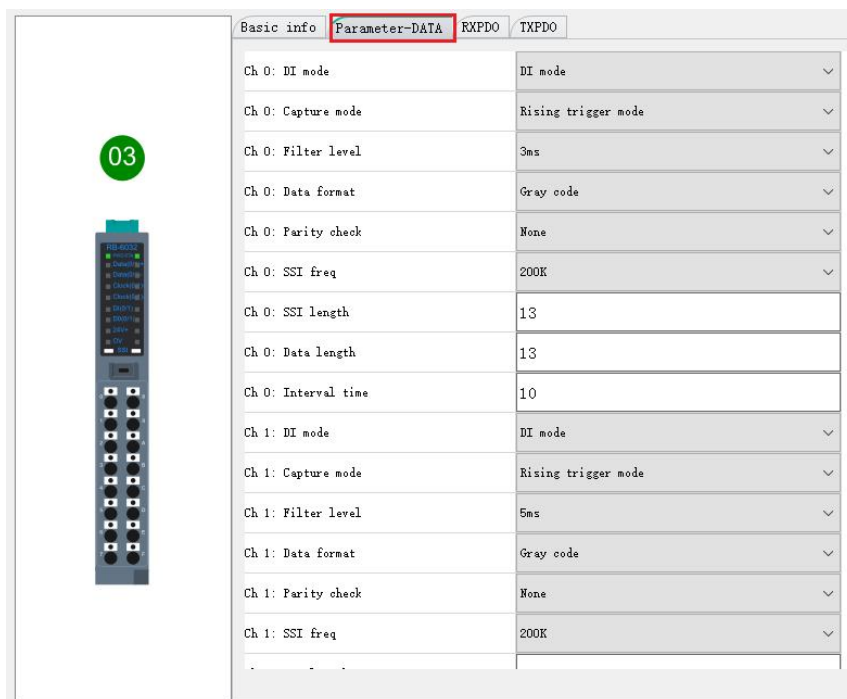 Basic info Parameter-DATA RXPDO TXPDO
03
RB-6032
Ch 0: DI mode DI mode
Ch 0: Capture mode Rising trigger mode
Ch 0: Filter level 3ms
Ch 0: Data format Gray code
Ch 0: Parity check None
Ch 0: SSI freq 200K
Ch 0: SSI length 13
Ch 0: Data length 13
Ch 0: Interval time 10
Ch 1: DI mode DI mode
Ch 1: Capture mode Rising trigger mode
Ch 1: Filter level 5ms
Ch 1: Data format Gray code
Ch 1: Parity check None
Ch 1: SSI freq 200K